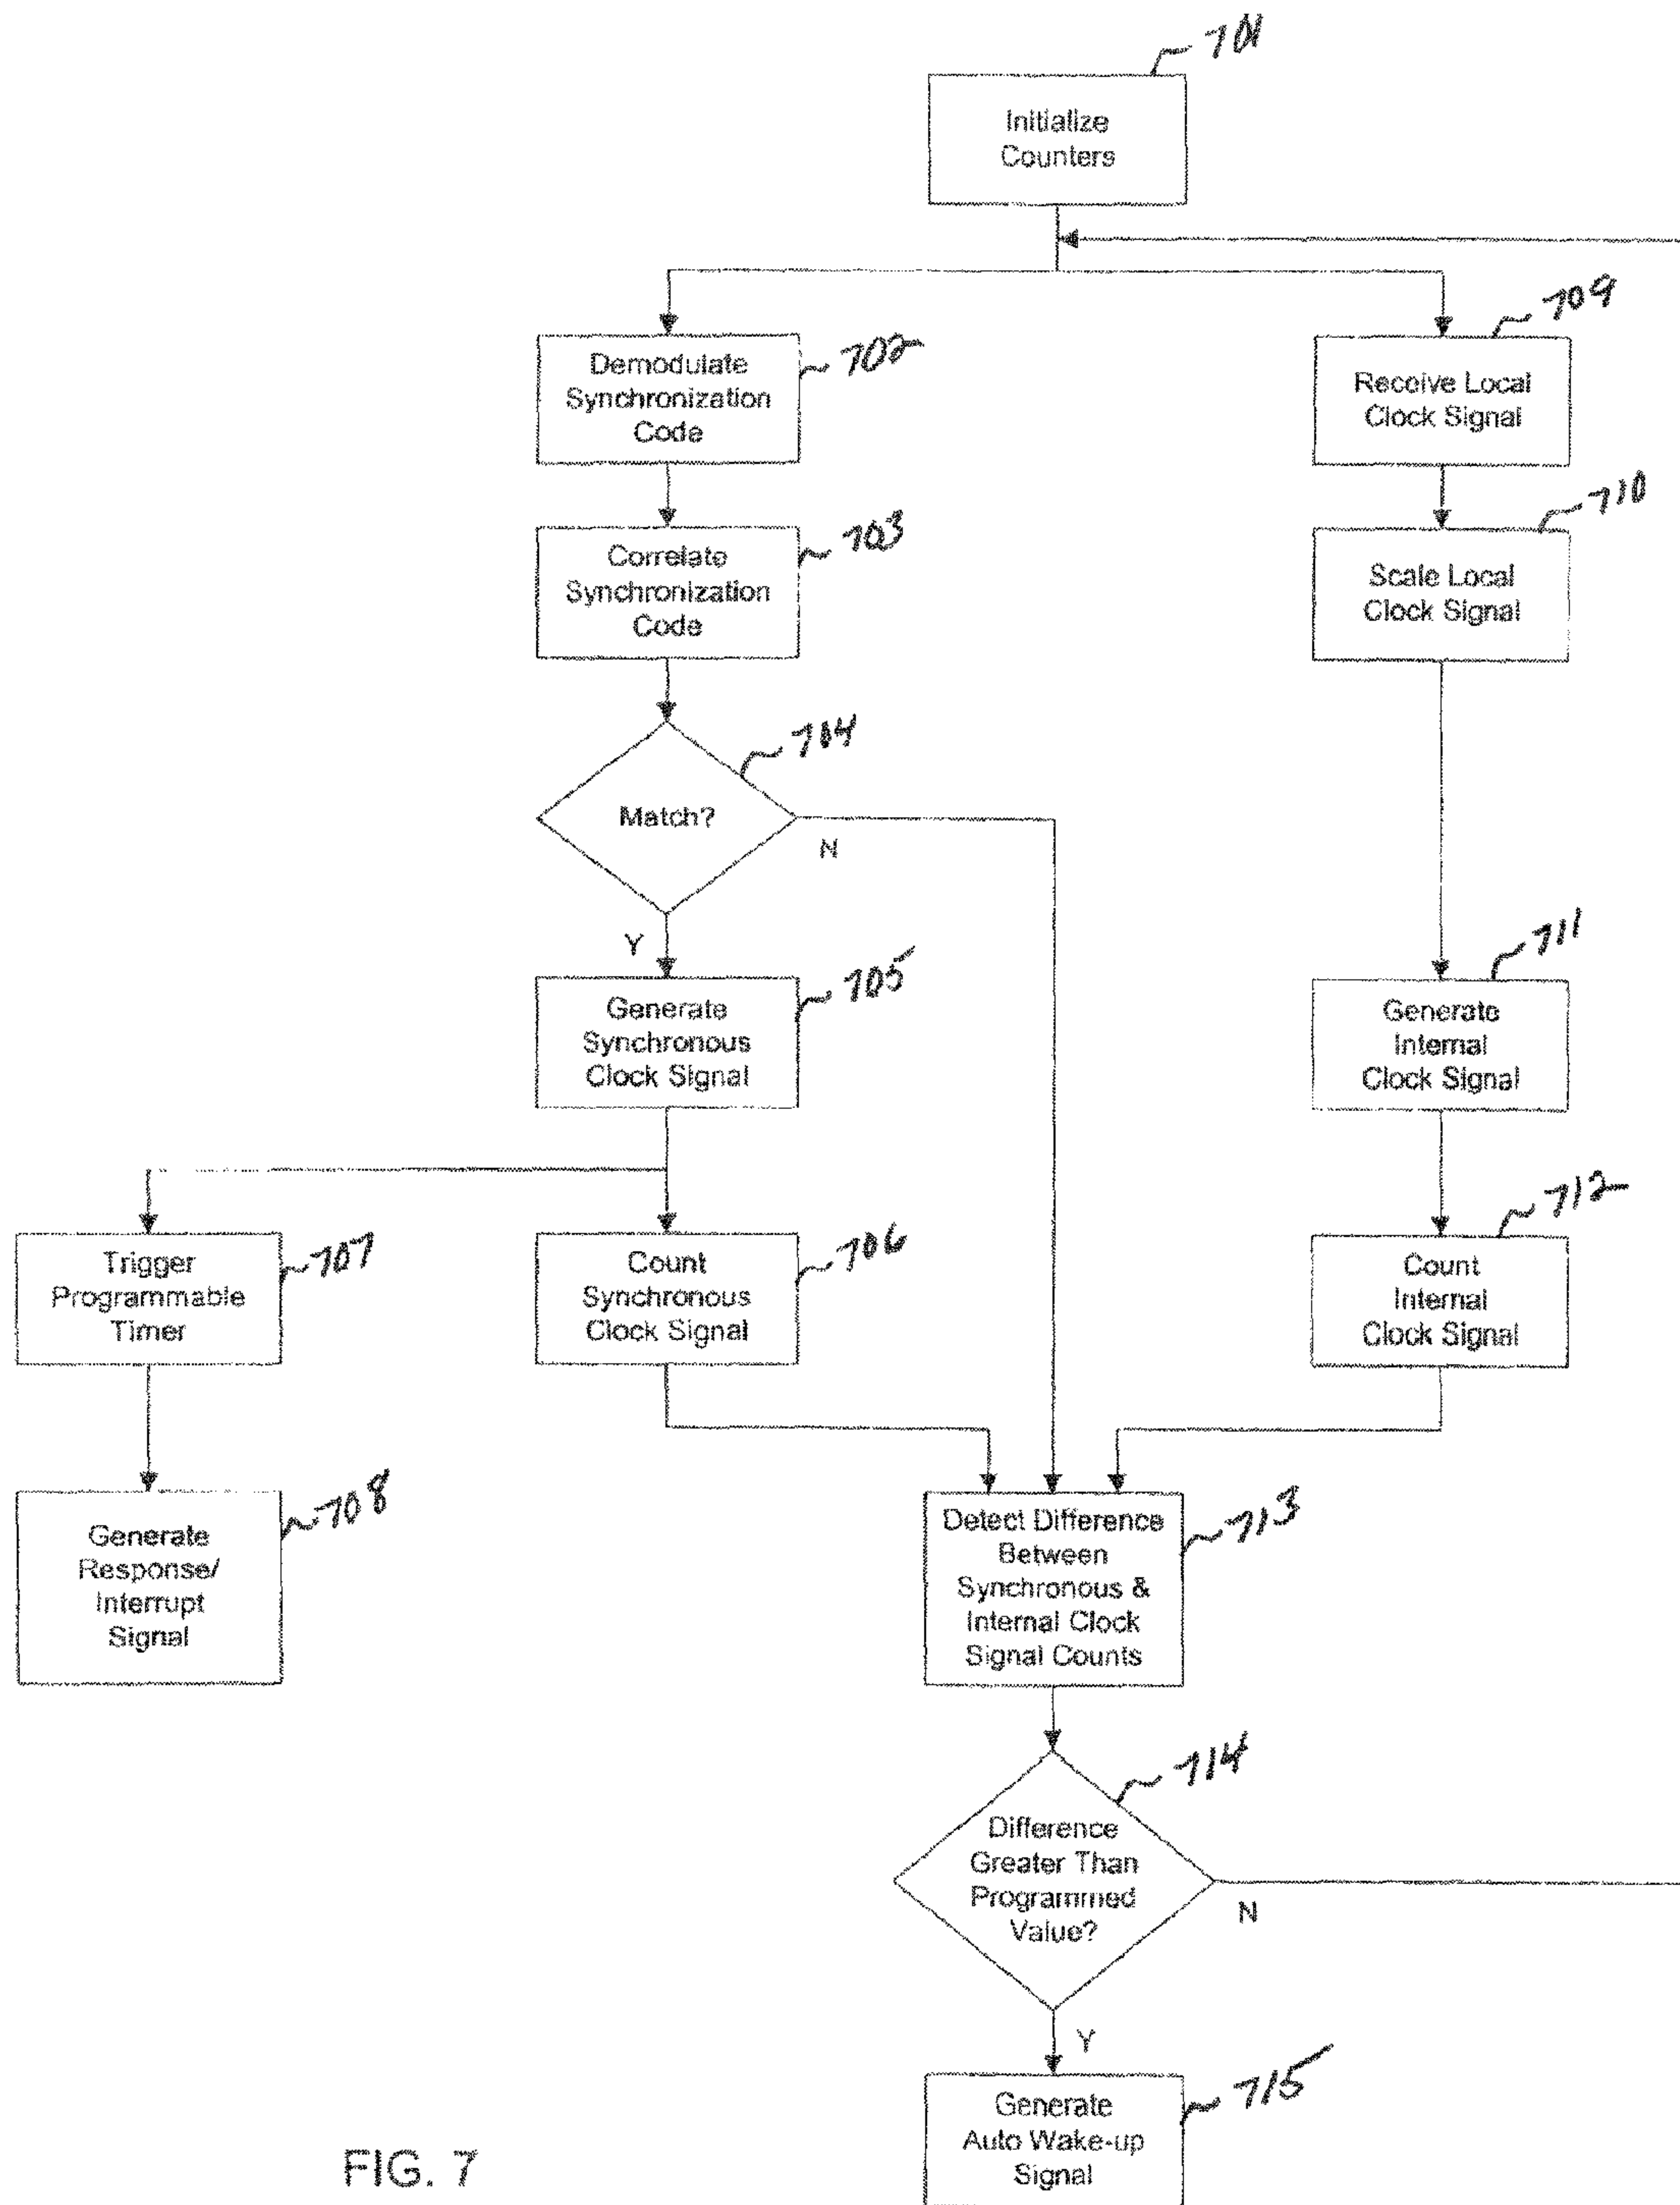 701
Initialize
Counters
702
Demodulate
Synchronization
Code
709
Receive Local
Clock Signal
703
Correlate
Synchronization
Code
710
Scale Local
Clock Signal
704
Match?
N
Y
705
Generate
Synchronous
Clock Signal
711
Generate
Internal
Clock Signal
707
Trigger
Programmable
Timer
706
Count
Synchronous
Clock Signal
712
Count
Internal
Clock Signal
708
Generate
Response/
Interrupt
Signal
713
Detect Difference
Between
Synchronous &
Internal Clock
Signal Counts
714
Difference
Greater Than
Programmed
Value?
N
Y
715
Generate
Auto Wake-up
Signal
FIG. 7